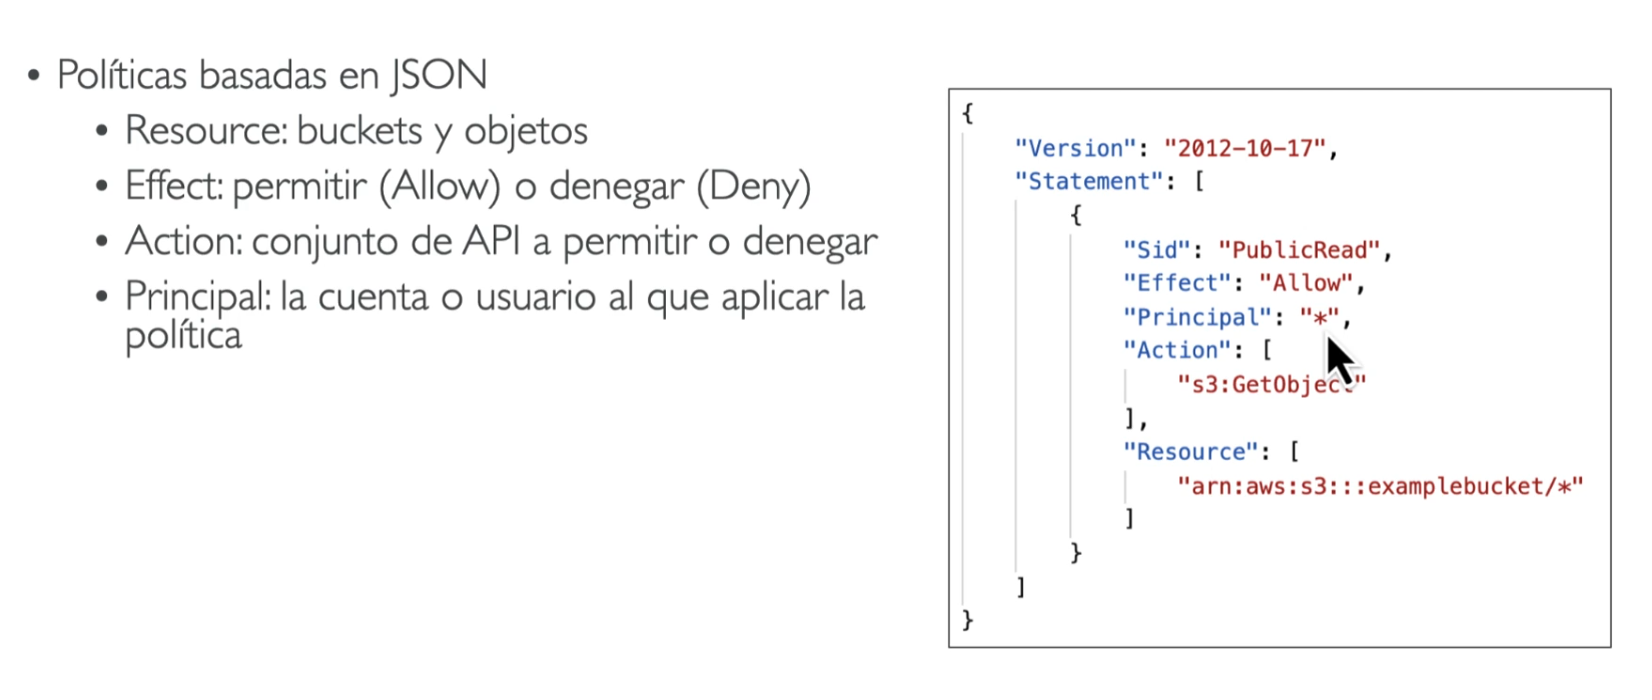 • Políticas basadas en JSON
• Resource: buckets y objetos
• Effect: permitir (Allow) o denegar (Deny)
• Action: conjunto de API a permitir o denegar
• Principal: la cuenta o usuario al que aplicar la
política
{
"Version": "2012-10-17",
"Statement": [
{
"Sid": "PublicRead",
"Effect": "Allow",
"Principal": "*",
"Action": [
"s3:GetObject"
],
"Resource": [
"arn:aws:s3:::examplebucket/*"
]
}
]
}